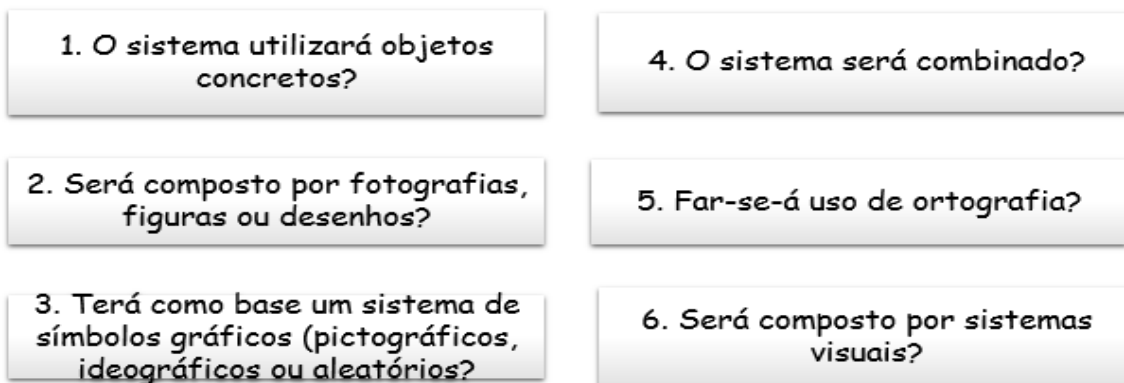 1. O sistema utilizará objetos
concretos?
2. Será composto por fotografias,
figuras ou desenhos?
3. Terá como base um sistema de
símbolos gráficos (pictográficos,
ideográficos ou aleatórios?
4. O sistema será combinado?
5. Far-se-á uso de ortografia?
6. Será composto por sistemas
visuais?